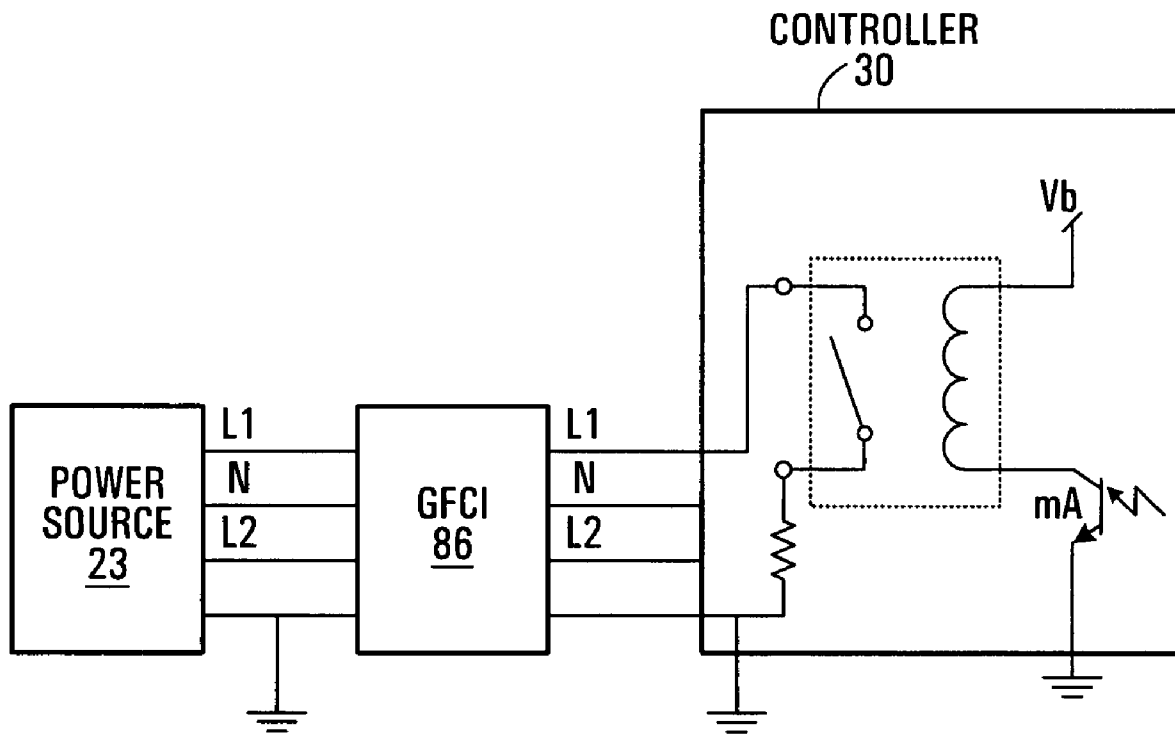 CONTROLLER
30
Vb
L1
N
L2
L1
N
L2
POWER
SOURCE
23
GFCI
86
mA